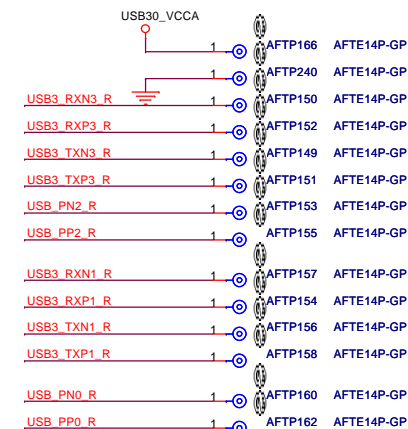 USB30_VCCA
1 AFTP166 AFTE14P-GP
1 AFTP240 AFTE14P-GP
USB3_RXN3_R 1 AFTP150 AFTE14P-GP
USB3_RXP3_R 1 AFTP152 AFTE14P-GP
USB3_TXN3_R 1 AFTP149 AFTE14P-GP
USB3_TXP3_R 1 AFTP151 AFTE14P-GP
USB_PN2_R 1 AFTP153 AFTE14P-GP
USB_PP2_R 1 AFTP155 AFTE14P-GP
USB3_RXN1_R 1 AFTP157 AFTE14P-GP
USB3_RXP1_R 1 AFTP154 AFTE14P-GP
USB3_TXN1_R 1 AFTP156 AFTE14P-GP
USB3_TXP1_R 1 AFTP158 AFTE14P-GP
USB_PN0_R 1 AFTP160 AFTE14P-GP
USB_PP0_R 1 AFTP162 AFTE14P-GP